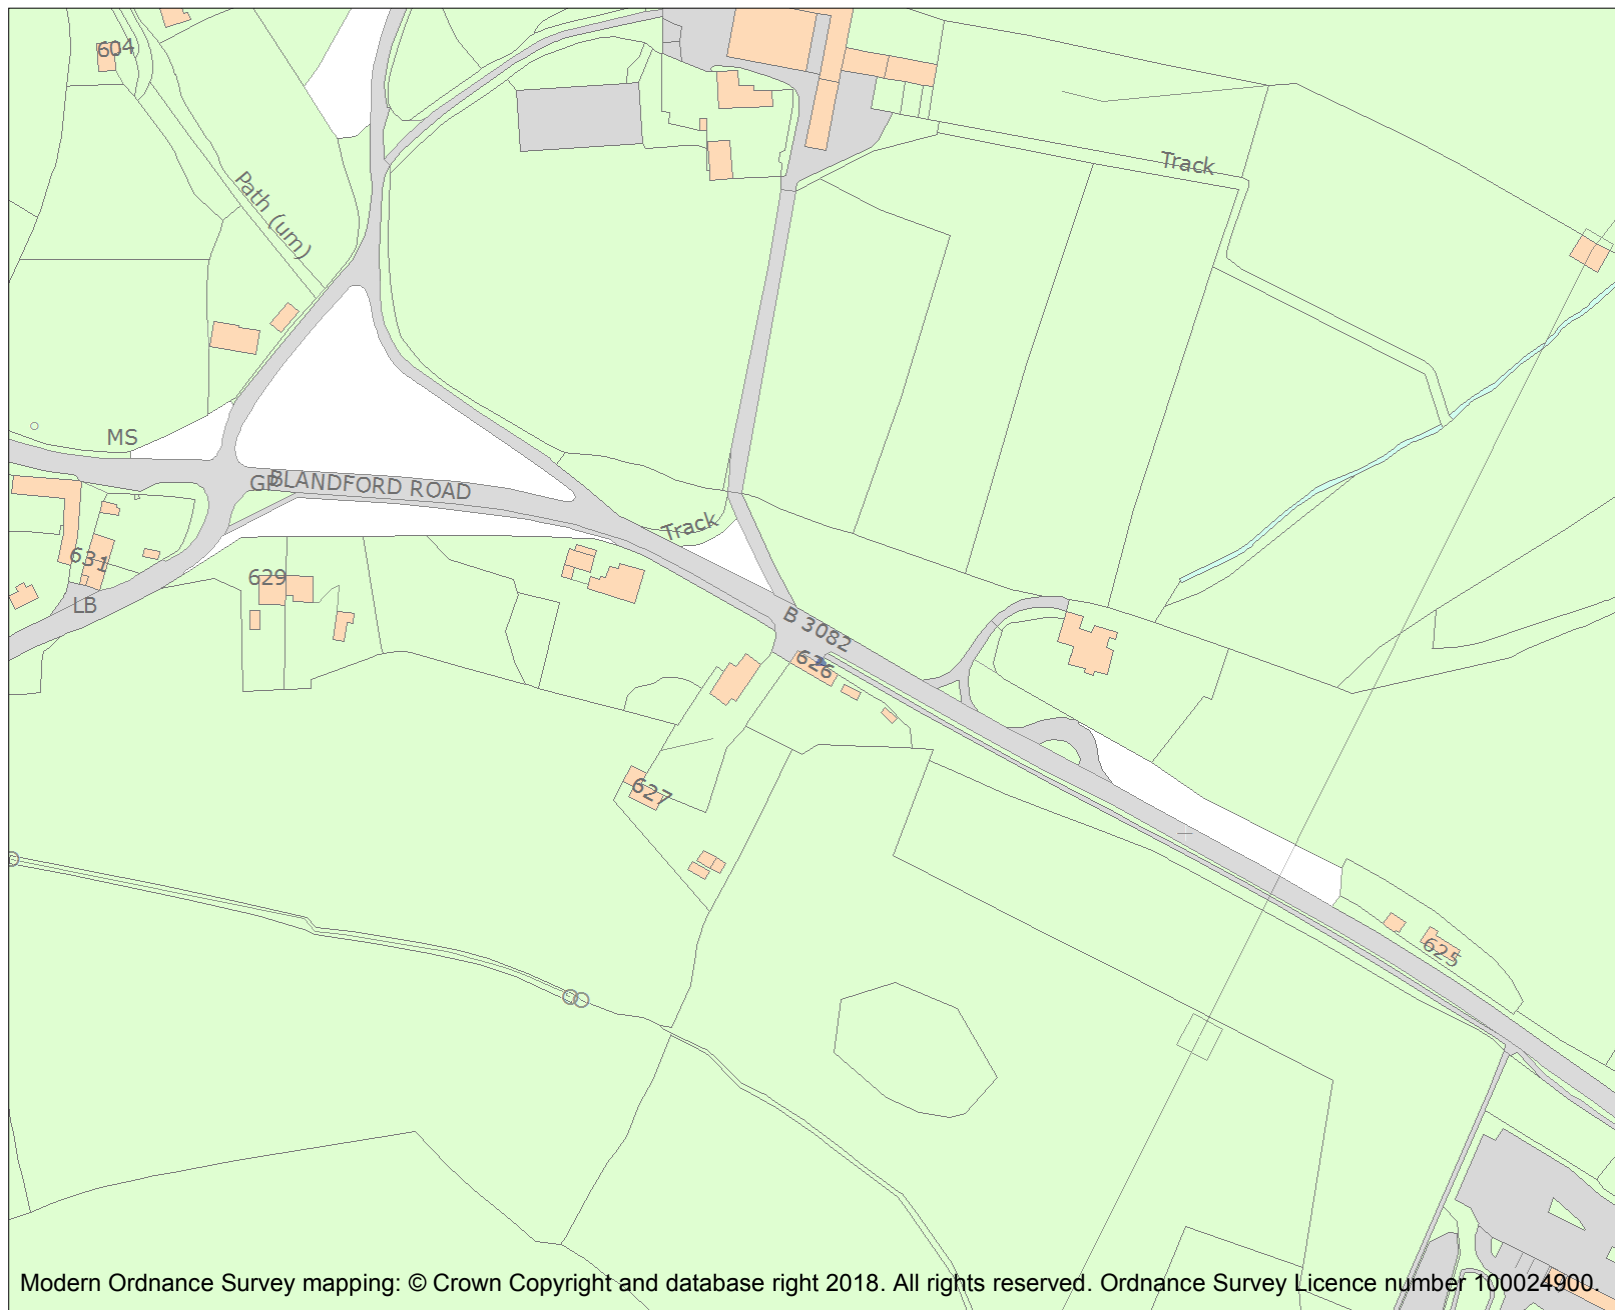 604
Track
Path (um)
MS
GP
BLANDFORD ROAD
Track
631
629
LB
B 3082
626
627
625
Modern Ordnance Survey mapping: © Crown Copyright and database right 2018. All rights reserved. Ordnance Survey Licence number 100024900.